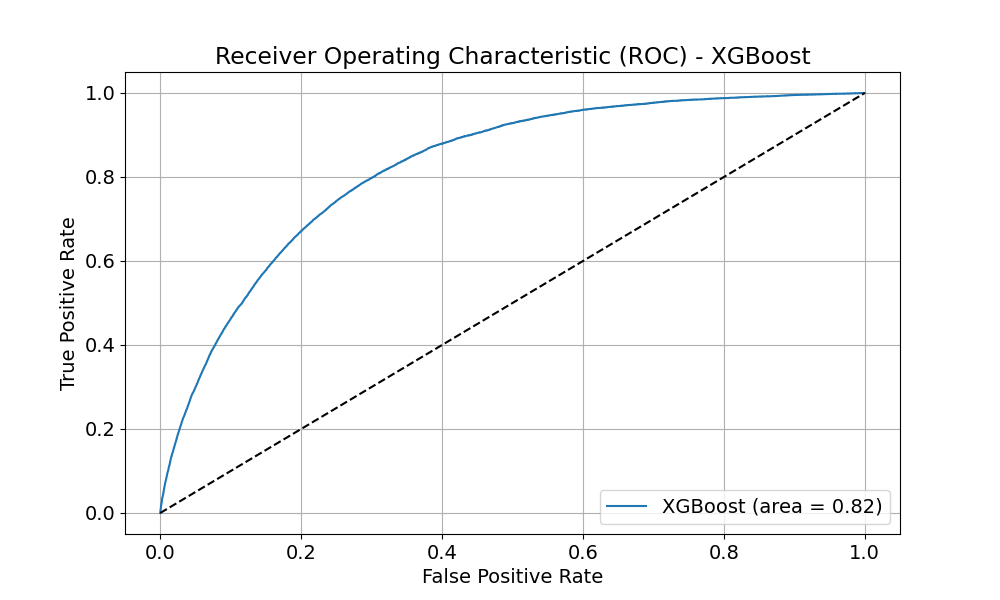 Receiver Operating Characteristic (ROC) - XGBoost
1.0
0.8
0.6
0.4
0.2
0.0
True Positive Rate
XGBoost (area = 0.82)
0.0 0.2 0.4 0.6 0.8 1.0
False Positive Rate